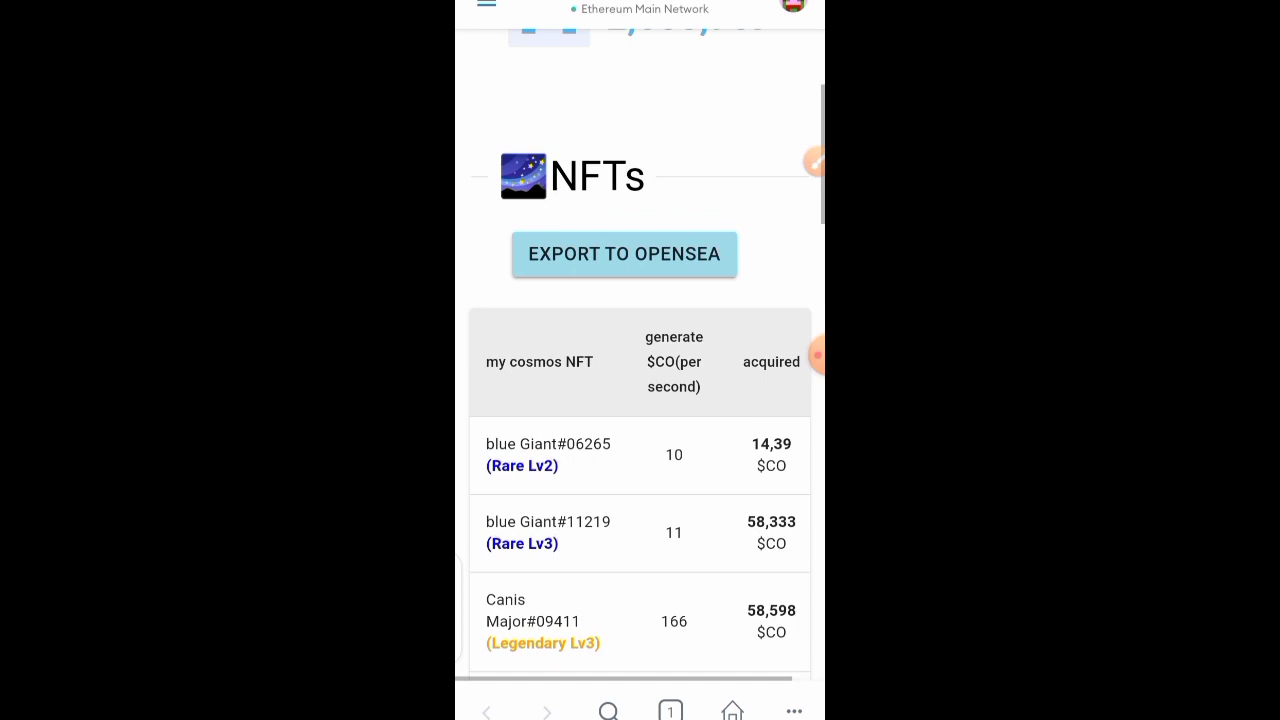 Ethereum Main Network
NFTs
EXPORT TO OPENSEA
my cosmos NFT
generate
$CO(per
second)
acquired
blue Giant#06265
(Rare Lv2)
10
14,39
$CO
blue Giant#11219
(Rare Lv3)
11
58,333
$CO
Canis
Major#09411
(Legendary Lv3)
166
58,598
$CO
1